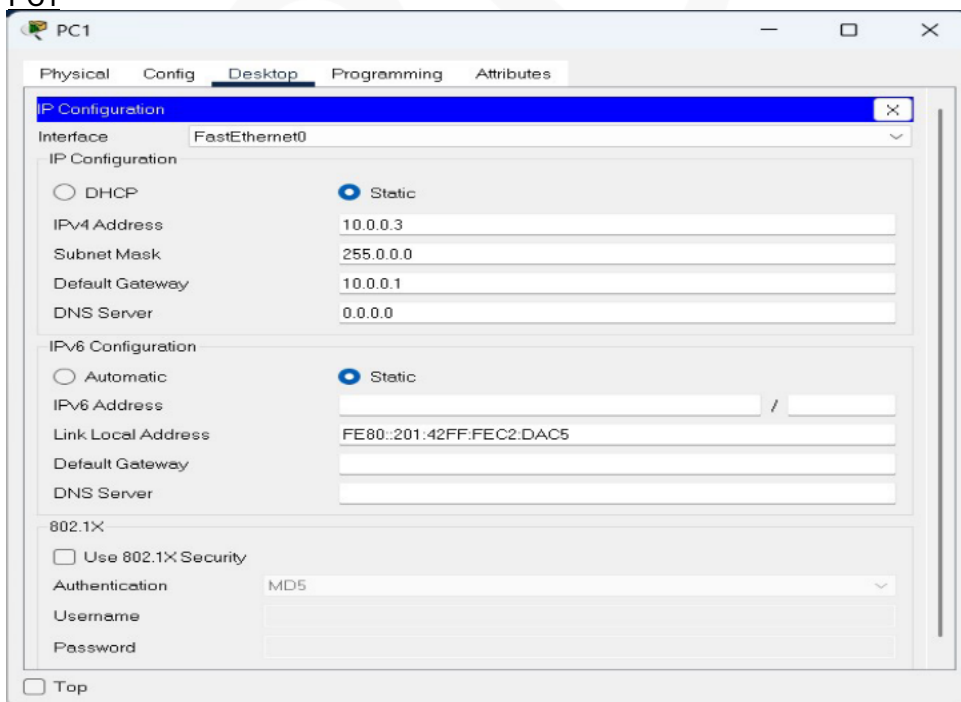 PC1
PC1
Physical Config Desktop Programming Attributes
IP Configuration X
Interface FastEthernet0
IP Configuration
DHCP Static
IPv4 Address 10.0.0.3
Subnet Mask 255.0.0.0
Default Gateway 10.0.0.1
DNS Server 0.0.0.0
IPv6 Configuration
Automatic Static
IPv6 Address /
Link Local Address FE80::201:42FF:FEC2:DAC5
Default Gateway
DNS Server
802.1X
Use 802.1X Security
Authentication MD5
Username
Password
Top